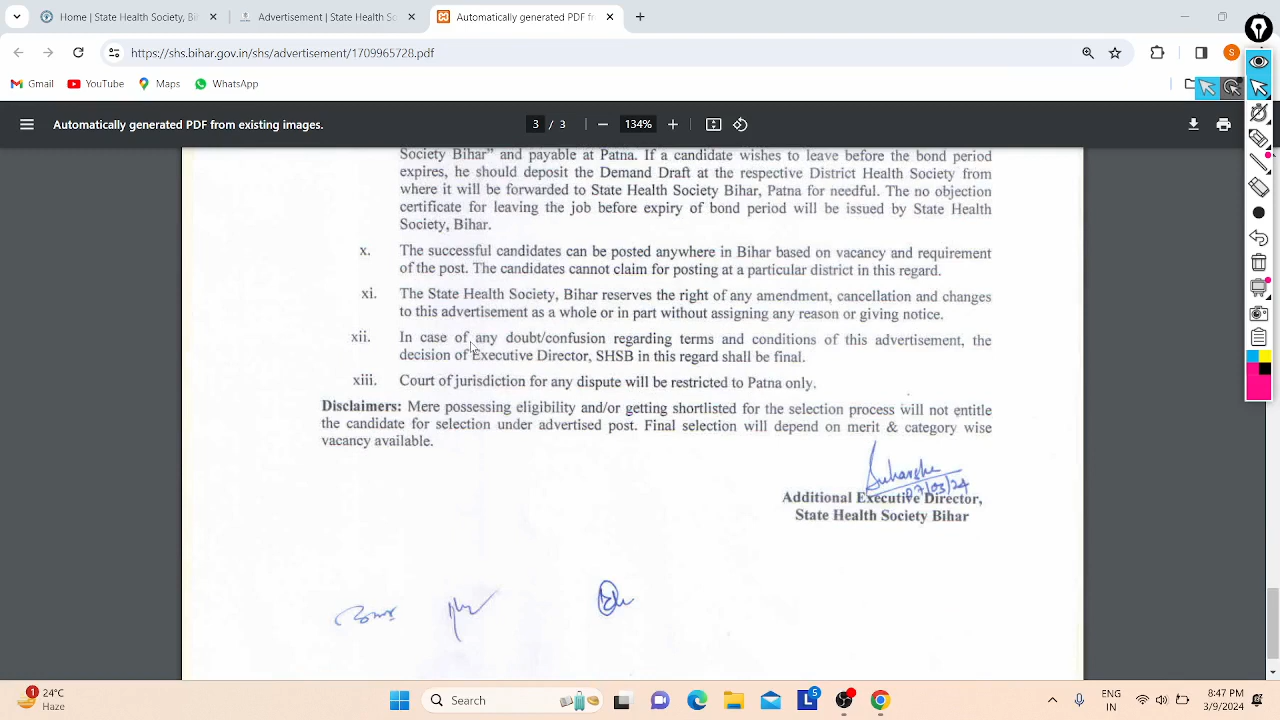 Home | State Health Society, Bi
Advertisement | State Health So
Automatically generated PDF fr
https://shs.bihar.gov.in/shs/advertisement/1709965728.pdf
S
Gmail
YouTube
Maps
WhatsApp
Automatically generated PDF from existing images.
3 / 3
134%
Society Bihar" and payable at Patna. If a candidate wishes to leave before the bond period
expires, he should deposit the Demand Draft at the respective District Health Society from
where it will be forwarded to State Health Society Bihar, Patna for needful. The no objection
certificate for leaving the job before expiry of bond period will be issued by State Health
Society, Bihar.
x. The successful candidates can be posted anywhere in Bihar based on vacancy and requirement
of the post. The candidates cannot claim for posting at a particular district in this regard.
xi. The State Health Society, Bihar reserves the right of any amendment, cancellation and changes
to this advertisement as a whole or in part without assigning any reason or giving notice.
xii. In case of any doubt/confusion regarding terms and conditions of this advertisement, the
decision of Executive Director, SHSB in this regard shall be final.
xiii. Court of jurisdiction for any dispute will be restricted to Patna only.
Disclaimers: Mere possessing eligibility and/or getting shortlisted for the selection process will not entitle
the candidate for selection under advertised post. Final selection will depend on merit & category wise
vacancy available.
07/03/24
Additional Executive Director,
State Health Society Bihar
1
24°C
Haze
Search
L
5
ENG
IN
8:47 PM
3/9/2024